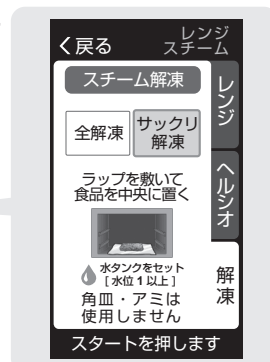 く戻る
レンジ
スチーム
スチーム解凍
全解凍
サックリ
解凍
ラップを敷いて
食品を中央に置く
水タンクをセット
[水位1以上]
角皿・アミは
使用しません
レンジ
ヘルシオ
解凍
スタートを押します